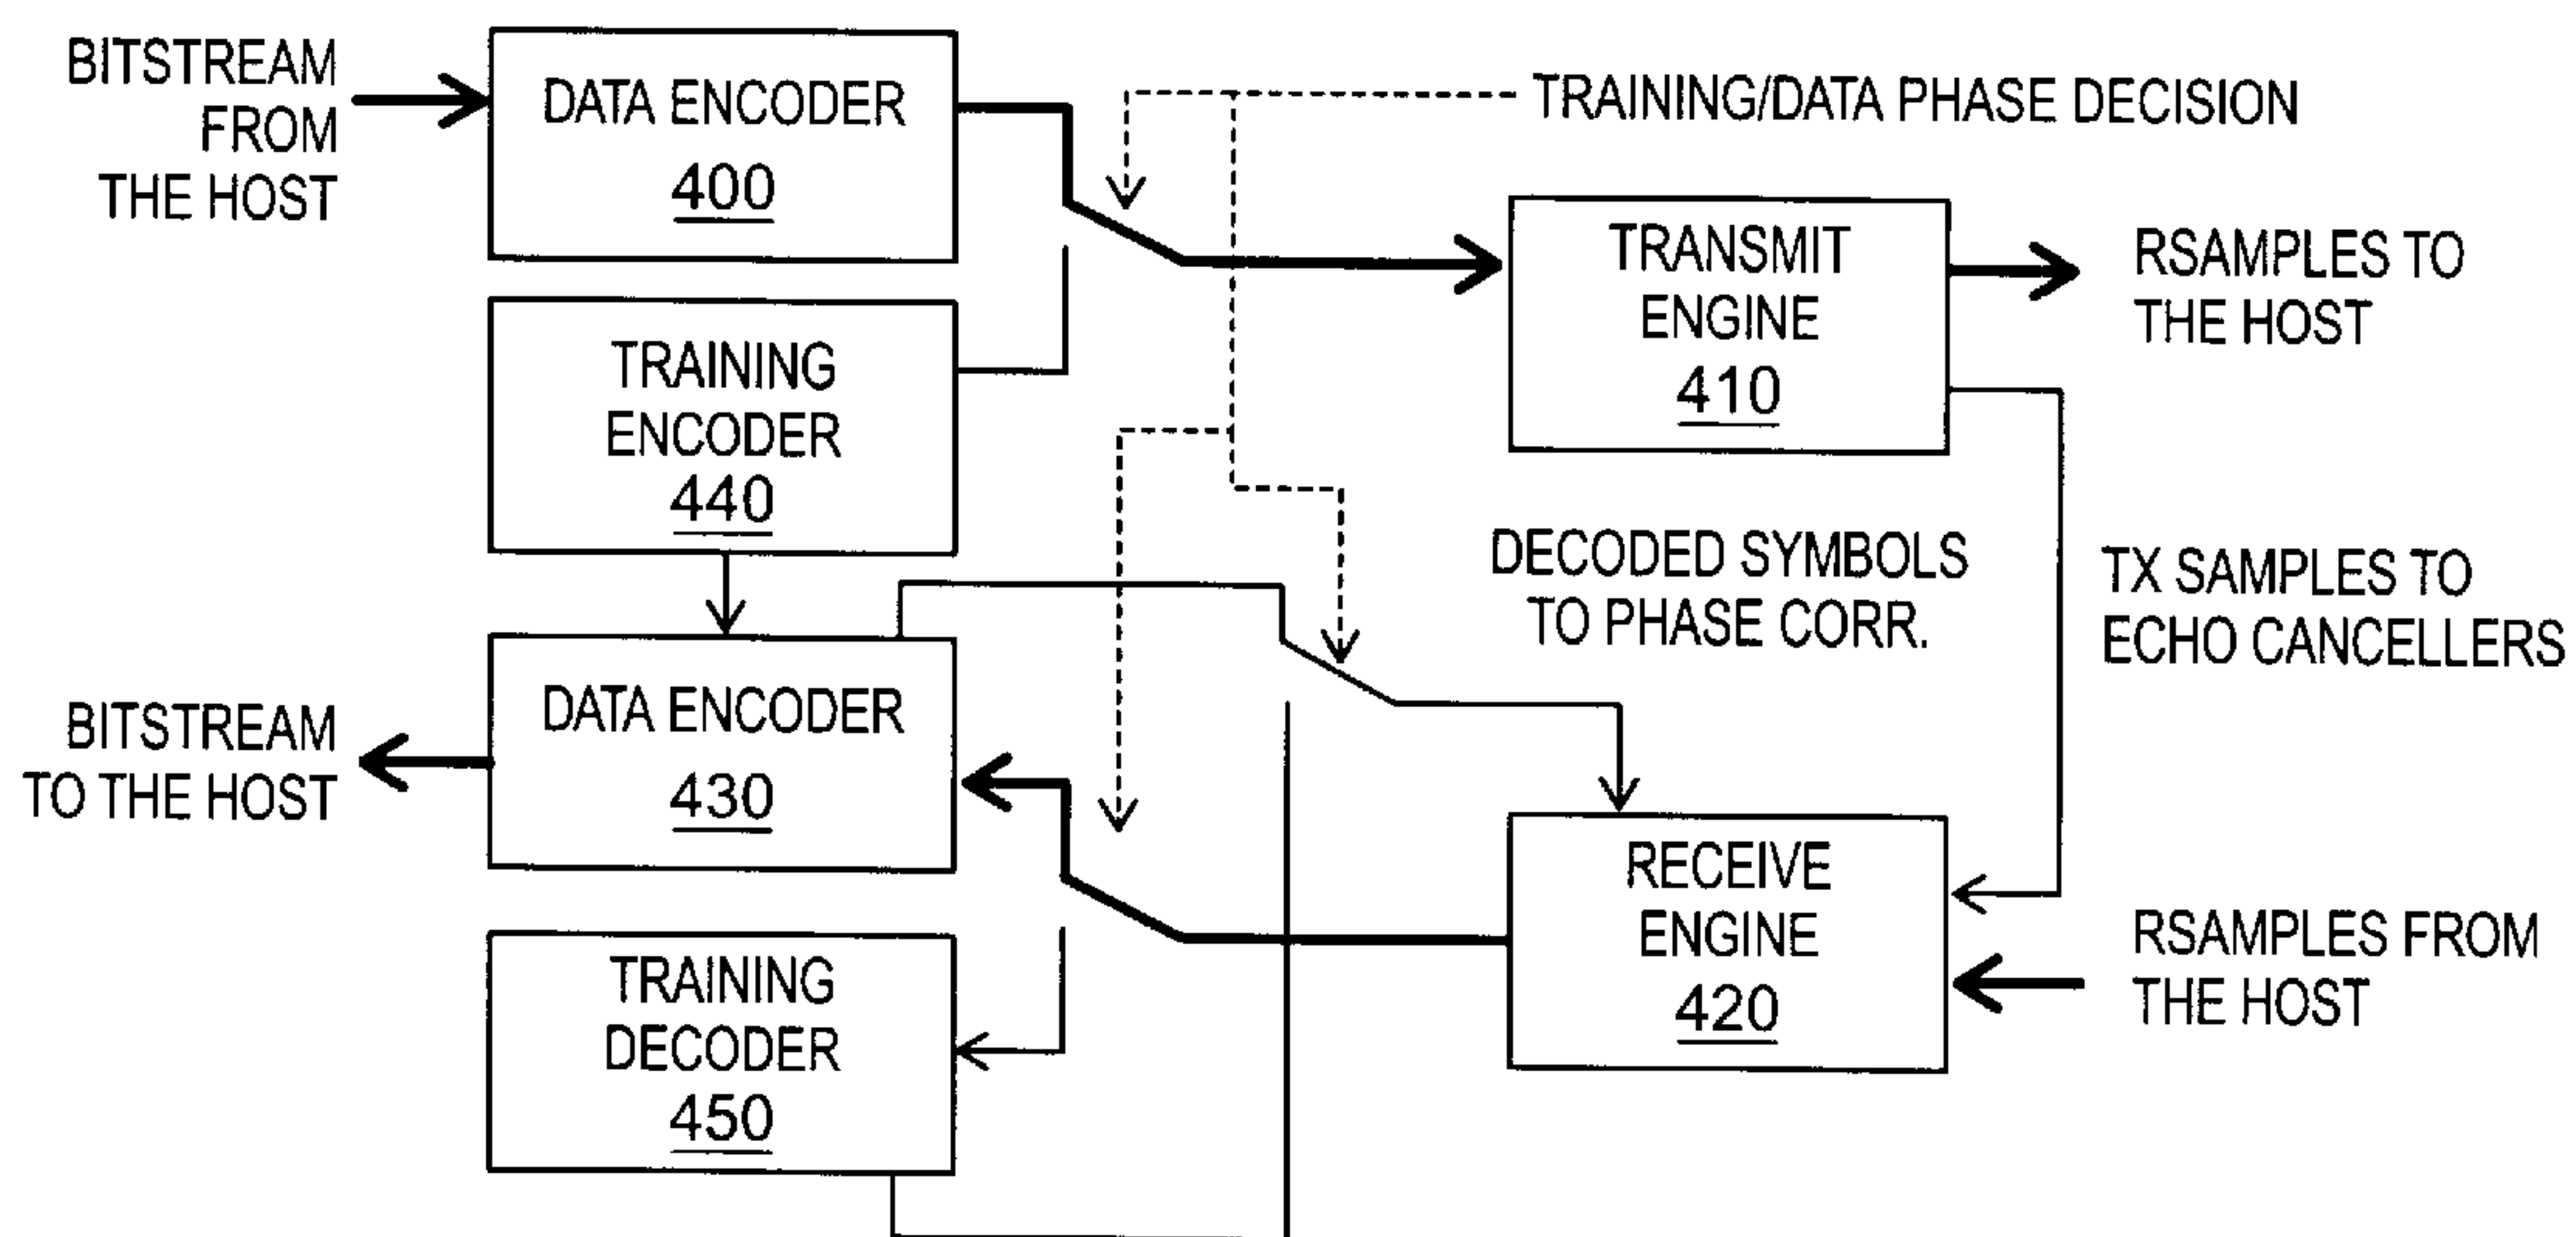 BITSTREAM
FROM
THE HOST
DATA ENCODER
400
TRAINING/DATA PHASE DECISION
TRANSMIT
ENGINE
410
RSAMPLES TO
THE HOST
TRAINING
ENCODER
440
DECODED SYMBOLS
TO PHASE CORR.
TX SAMPLES TO
ECHO CANCELLERS
BITSTREAM
TO THE HOST
DATA ENCODER
430
RECEIVE
ENGINE
420
RSAMPLES FROM
THE HOST
TRAINING
DECODER
450